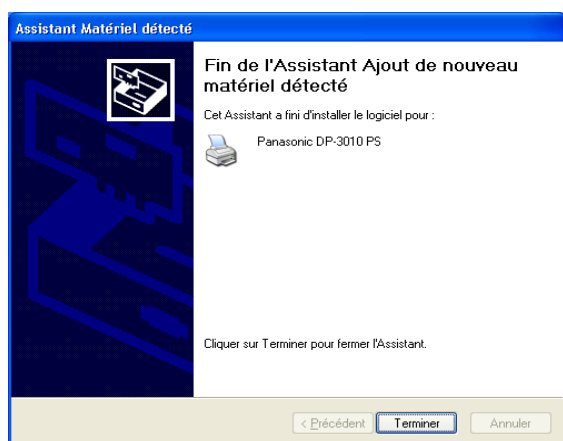 Assistant Matériel détecté
Fin de l'Assistant Ajout de nouveau
matériel détecté
Cet Assistant a fini d'installer le logiciel pour :
Panasonic DP-3010 PS
Cliquer sur Terminer pour fermer l'Assistant.
< Précédent Terminer Annuler